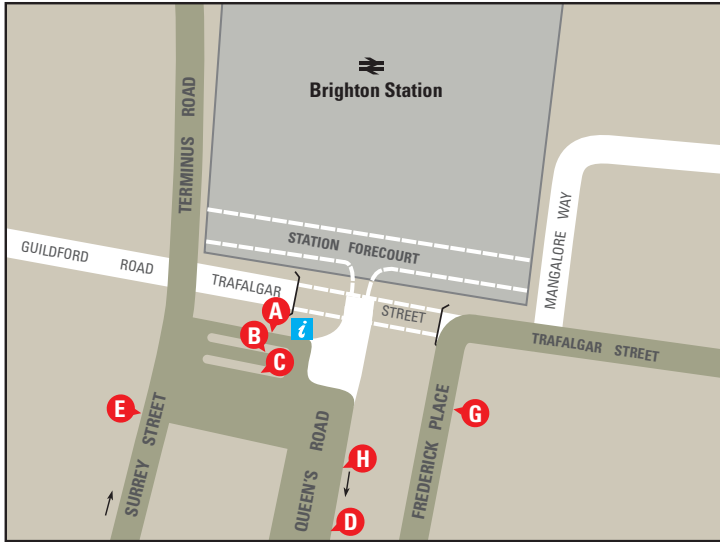 Brighton Station
TERMINUS ROAD
STATION FORECOURT
GUILDFORD ROAD
TRAFALGAR STREET
MANGALORE WAY
TRAFALGAR STREET
A
i
B
C
E
G
SURREY STREET
QUEEN'S ROAD
FREDERICK PLACE
H
D